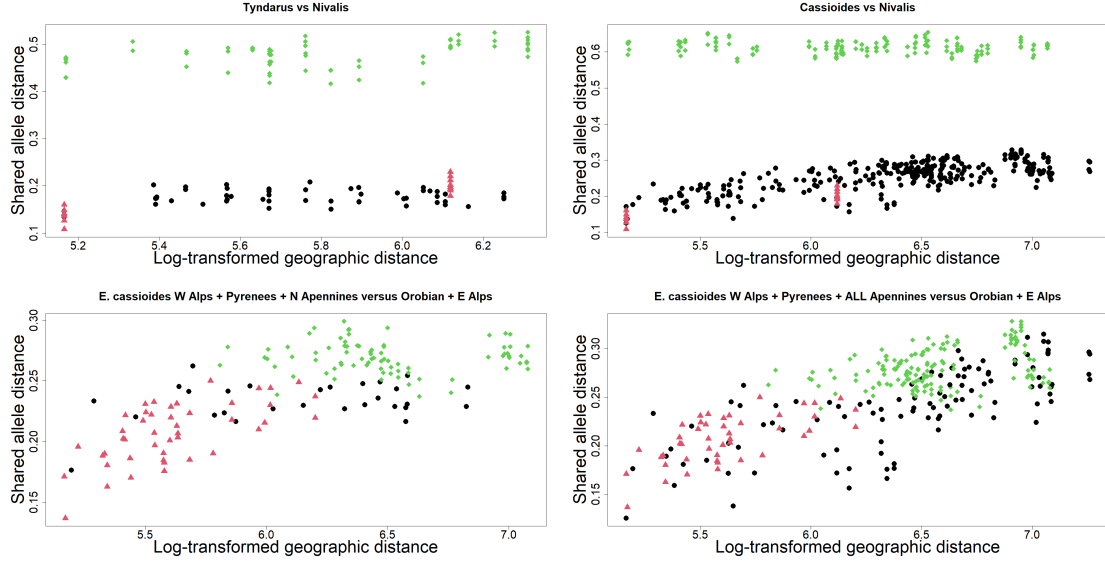 Tyndarus vs Nivalis
Shared allele distance
0.5
0.4
0.3
0.2
0.1
5.2 5.4 5.6 5.8 6.0 6.2
Log-transformed geographic distance
Cassioides vs Nivalis
Shared allele distance
0.6
0.5
0.4
0.3
0.2
0.1
5.5 6.0 6.5 7.0
Log-transformed geographic distance
E. cassioides W Alps + Pyrenees + N Apennines versus Orobian + E Alps
Shared allele distance
0.30
0.25
0.20
0.15
5.5 6.0 6.5 7.0
Log-transformed geographic distance
E. cassioides W Alps + Pyrenees + ALL Apennines versus Orobian + E Alps
Shared allele distance
0.30
0.25
0.20
0.15
5.5 6.0 6.5 7.0
Log-transformed geographic distance